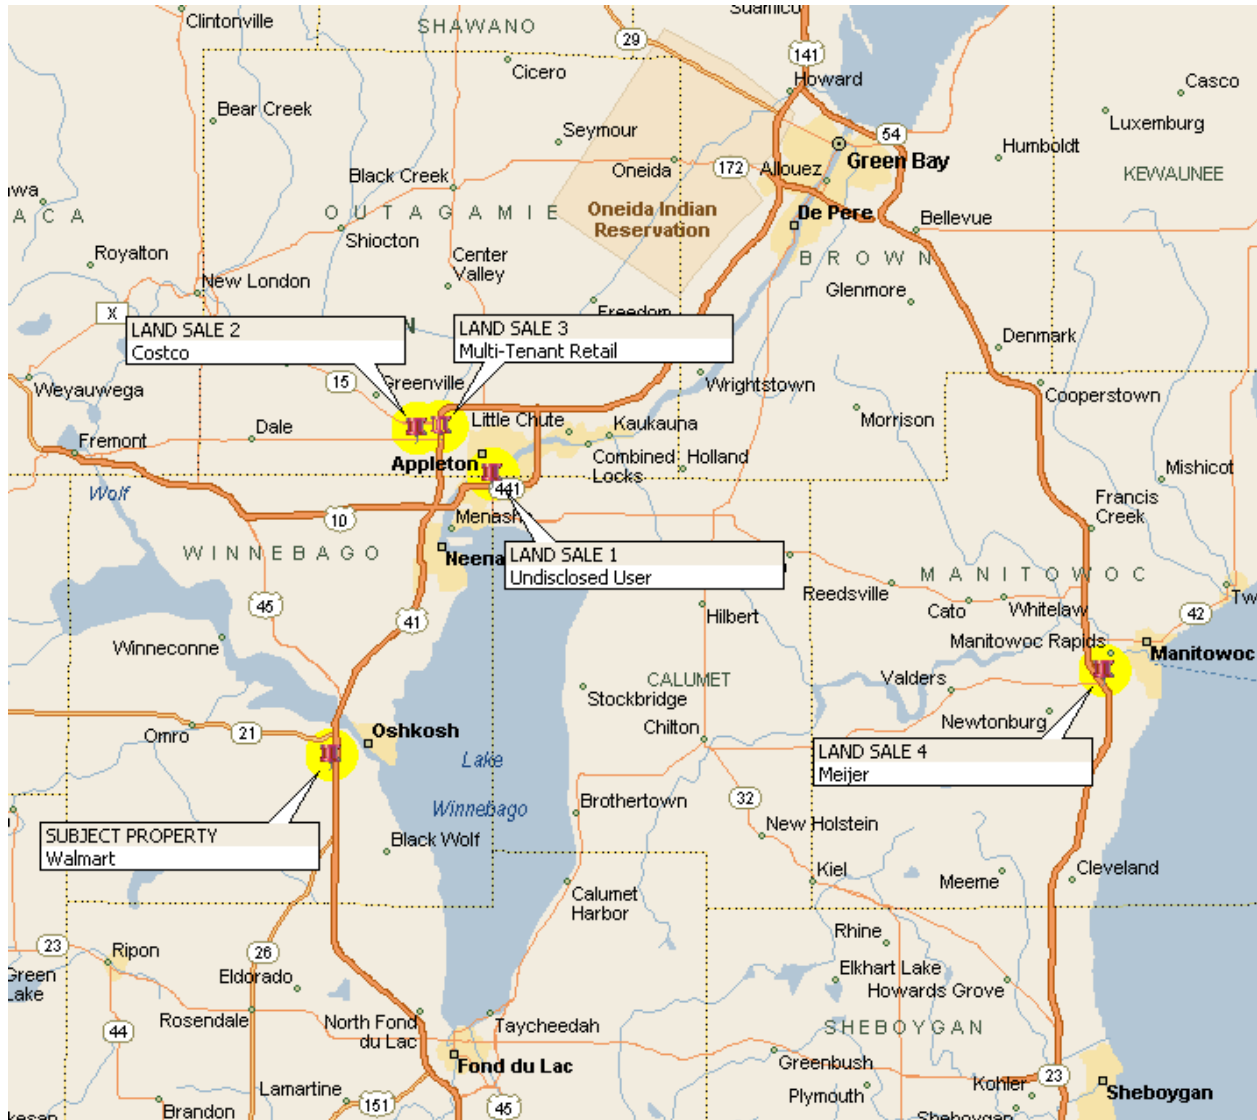 Clintonville
SHAWANO
Suamico
29
141
Cicero
Howard
Casco
Bear Creek
Luxemburg
Seymour
54
Humboldt
Green Bay
Oneida
172
Allouez
KEWAUNEE
Black Creek
OUTAGAMIE
Oneida Indian
Reservation
De Pere
Bellevue
ACA
Shiocton
Royalton
Center
Valley
BROWN
New London
Glenmore
X
Freedom
LAND SALE 2
Costco
N
LAND SALE 3
Multi-Tenant Retail
Denmark
15
Greenville
Wrightstown
Weyauwega
Cooperstown
Dale
Little Chute
Kaukauna
Morrison
Fremont
Appleton
Combined
Locks
Holland
Mishicot
Wolf
441
10
Menash
Francis
Creek
WINNEBAGO
Neena
LAND SALE 1
Undisclosed User
MANITOWOC
Reedsville
45
Cato
Whitelaw
Tw
41
Hilbert
42
Winneconne
Manitowoc Rapids
Manitowoc
CALUMET
Valders
Stockbridge
Newtonburg
Omro
21
Oshkosh
Chilton
LAND SALE 4
Meijer
Lake
Winnebago
Brothertown
32
SUBJECT PROPERTY
Walmart
Black Wolf
New Holstein
Kiel
Meeme
Cleveland
Calumet
Harbor
23
Ripon
26
Rhine
Green
Lake
Eldorado
Elkhart Lake
Howards Grove
44
Rosendale
North Fond
du Lac
Taycheedah
SHEBOYGAN
Fond du Lac
Greenbush
23
Lamartine
Plymouth
Kohler
Sheboygan
Brandon
151
45
Sheboygan